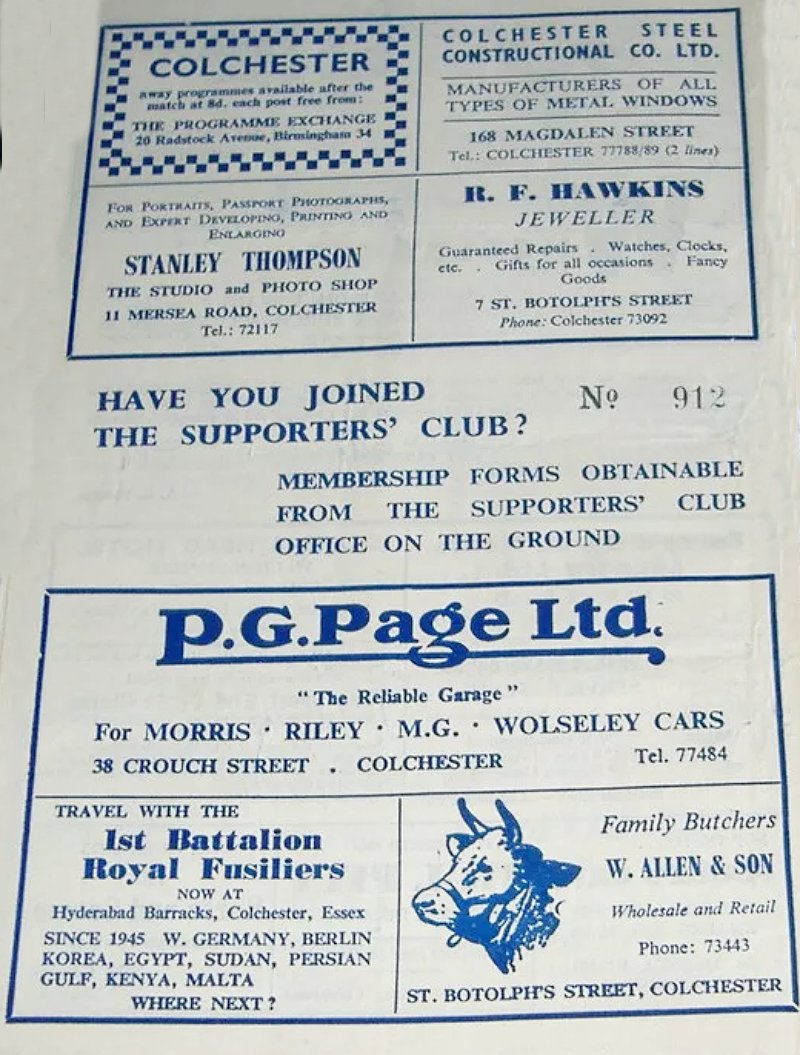 COLCHESTER
away programmes available after the
match at 8d. each post free from:
THE PROGRAMME EXCHANGE
20 Radstock Avenue, Birmingham 34
COLCHESTER STEEL
CONSTRUCTIONAL CO. LTD.
MANUFACTURERS OF ALL
TYPES OF METAL WINDOWS
168 MAGDALEN STREET
Tel.: COLCHESTER 77788/89 (2 lines)
For Portraits, Passport Photographs,
and Expert Developing, Printing and
Enlarging
STANLEY THOMPSON
THE STUDIO and PHOTO SHOP
11 MERSEA ROAD, COLCHESTER
Tel.: 72117
R. F. HAWKINS
JEWELLER
Guaranteed Repairs . Watches, Clocks,
etc. . Gifts for all occasions . Fancy
Goods
7 ST. BOTOLPH'S STREET
Phone: Colchester 73092
HAVE YOU JOINED
THE SUPPORTERS' CLUB?
No 912
MEMBERSHIP FORMS OBTAINABLE
FROM THE SUPPORTERS' CLUB
OFFICE ON THE GROUND
P.G.Page Ltd.
"The Reliable Garage"
For MORRIS · RILEY · M.G. · WOLSELEY CARS
38 CROUCH STREET . COLCHESTER
Tel. 77484
TRAVEL WITH THE
1st Battalion
Royal Fusiliers
NOW AT
Hyderabad Barracks, Colchester, Essex
SINCE 1945 W. GERMANY, BERLIN
KOREA, EGYPT, SUDAN, PERSIAN
GULF, KENYA, MALTA
WHERE NEXT?
Family Butchers
W. ALLEN & SON
Wholesale and Retail
Phone: 73443
ST. BOTOLPH'S STREET, COLCHESTER